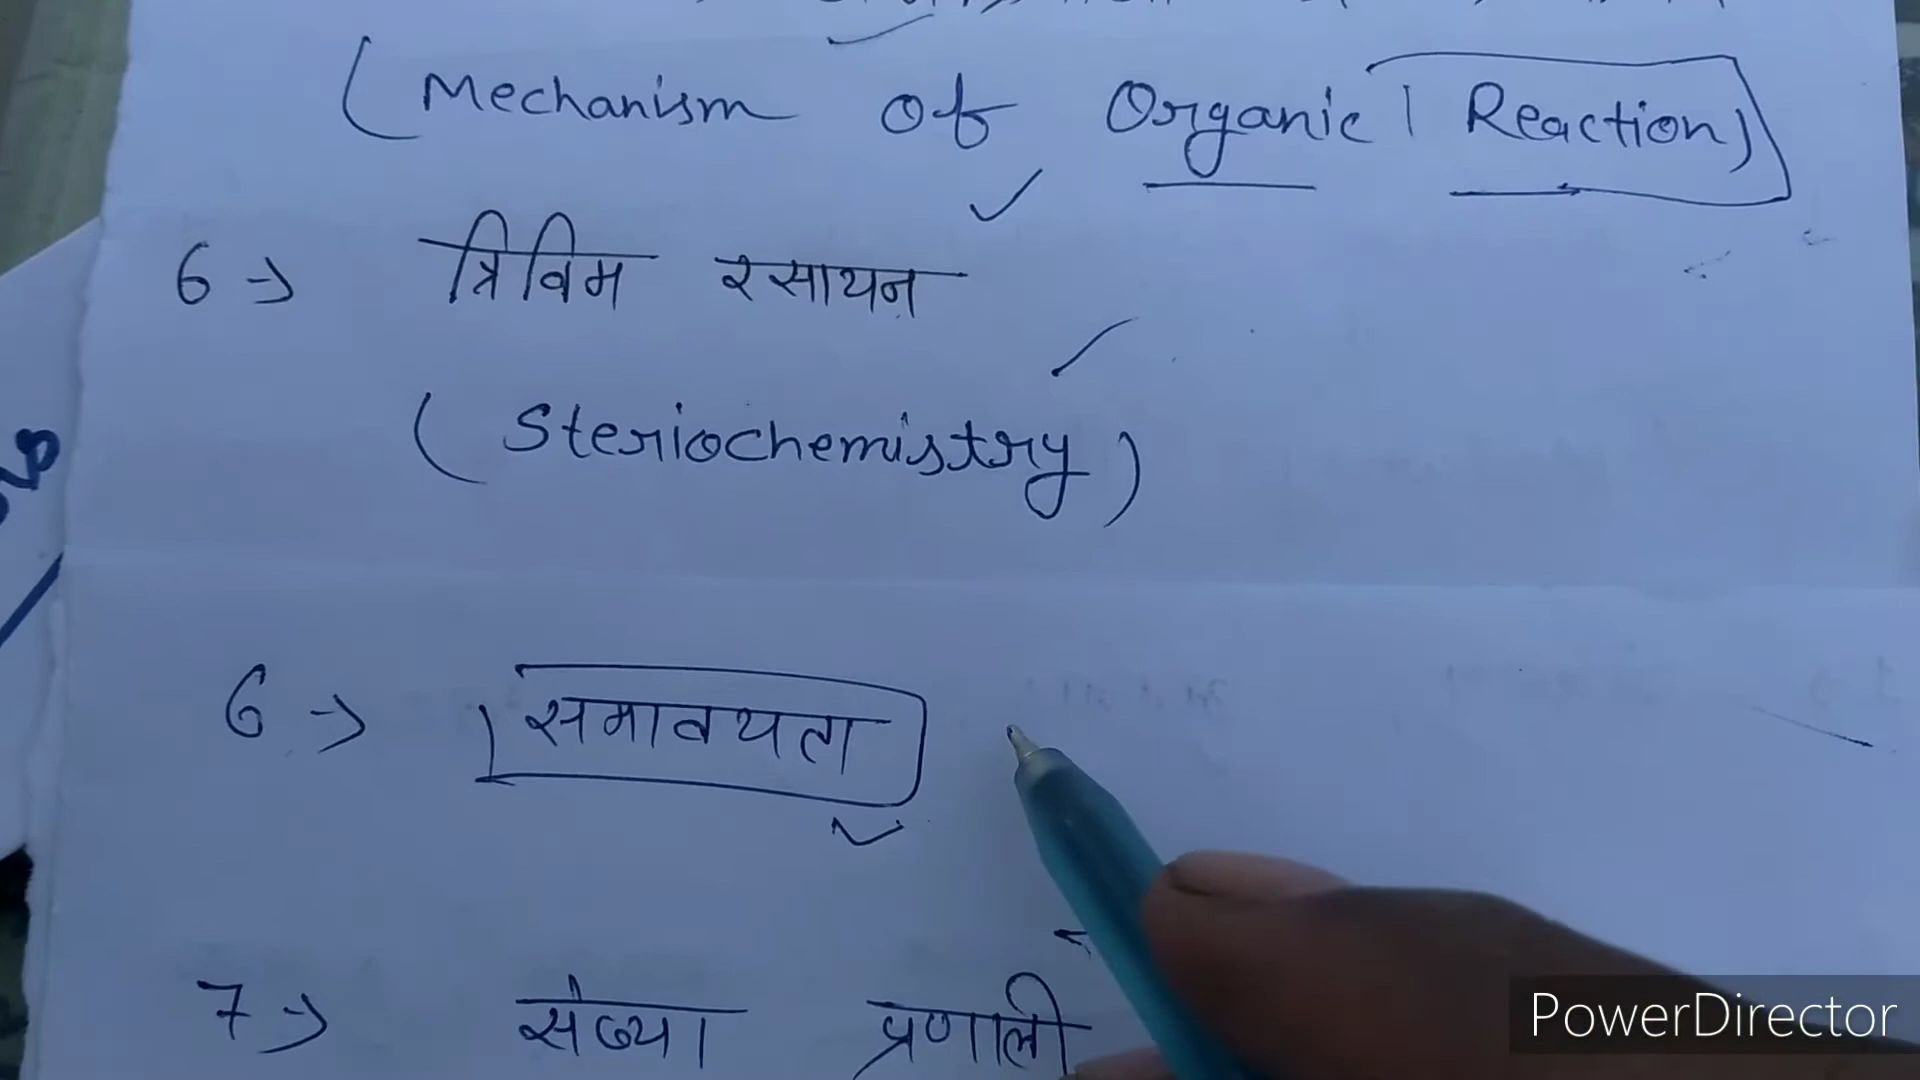 (Mechanism of Organic Reaction)
6 → त्रिविम रसायन
(Steriochemistry)
6 → समावयता
7 → संख्या प्रणाली
PowerDirector